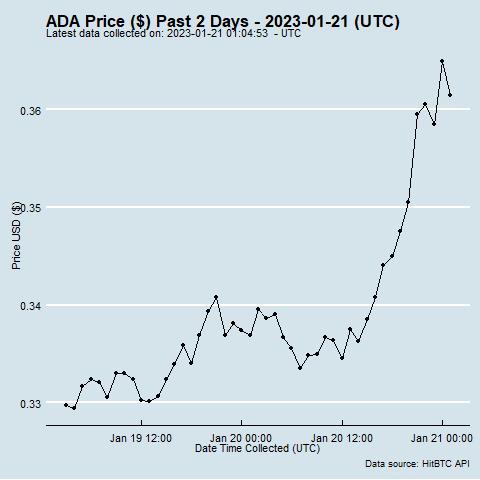 ADA Price ($) Past 2 Days - 2023-01-21 (UTC)
Latest data collected on: 2023-01-21 01:04:53 - UTC
0.36
0.35
0.34
0.33
Price USD ($)
Jan 19 12:00 Jan 20 00:00 Jan 20 12:00 Jan 21 00:00
Date Time Collected (UTC)
Data source: HitBTC API